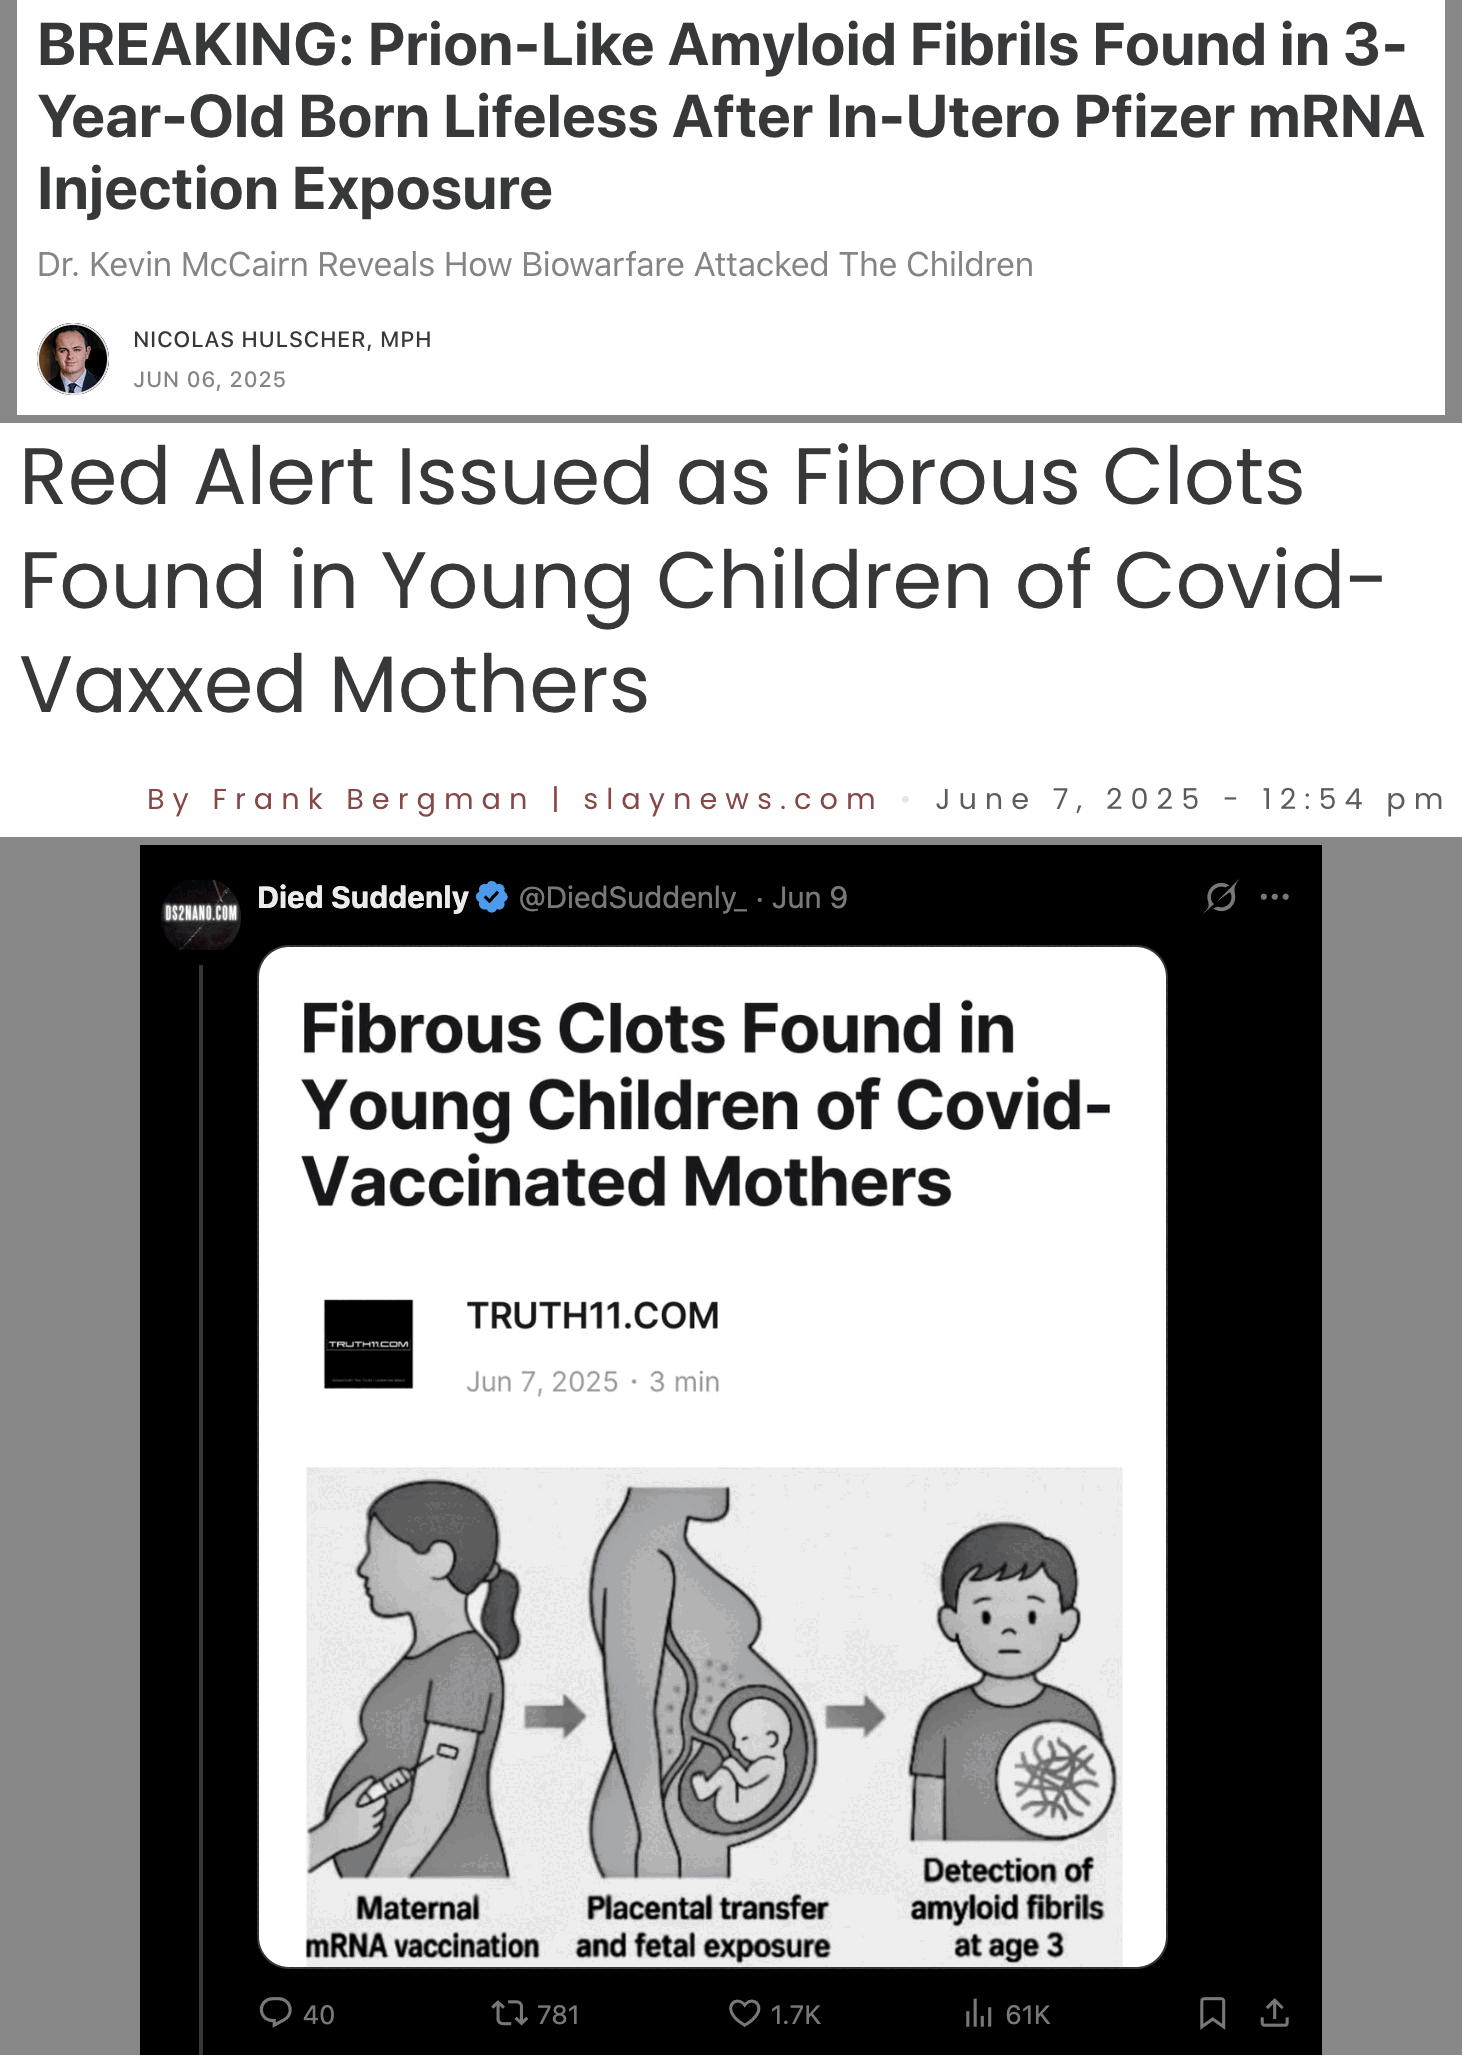 BREAKING: Prion-Like Amyloid Fibrils Found in 3-
Year-Old Born Lifeless After In-Utero Pfizer mRNA
Injection Exposure
Dr. Kevin McCairn Reveals How Biowarfare Attacked The Children
NICOLAS HULSCHER, MPH
JUN 06, 2025
Red Alert Issued as Fibrous Clots
Found in Young Children of Covid-
Vaxxed Mothers
By Frank Bergman | slaynews.com • June 7, 2025 - 12:54 pm
DS2NANO.COM
Died Suddenly @DiedSuddenly_ · Jun 9
Fibrous Clots Found in
Young Children of Covid-
Vaccinated Mothers
TRUTH11.COM
TRUTH11.COM
Jun 7, 2025 • 3 min
Maternal
mRNA vaccination
Placental transfer
and fetal exposure
Detection of
amyloid fibrils
at age 3
40 781 1.7K 61K